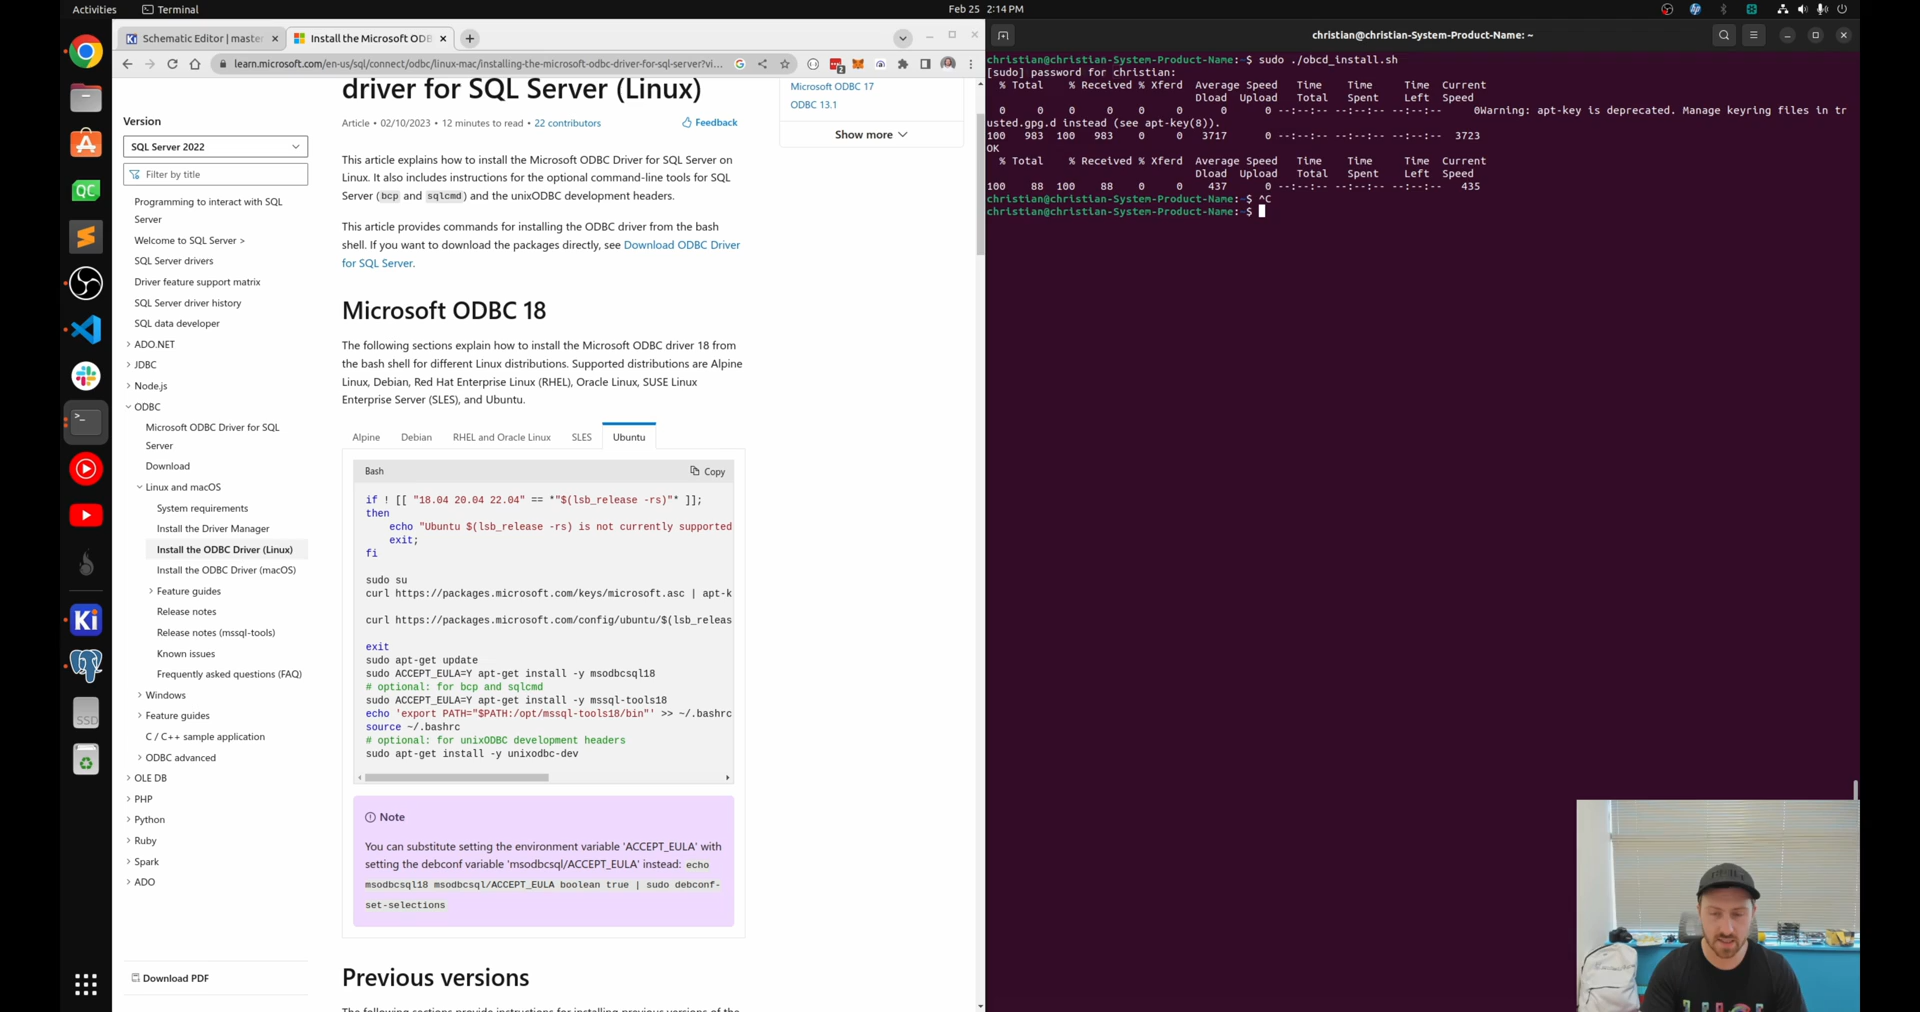 Activities
Terminal
Feb 25 2:14 PM
Schematic Editor | master
Install the Microsoft ODB
learn.microsoft.com/en-us/sql/connect/odbc/linux-mac/installing-the-microsoft-odbc-driver-for-sql-server?vi...
Version
SQL Server 2022
Filter by title
Programming to interact with SQL
Server
Welcome to SQL Server >
SQL Server drivers
Driver feature support matrix
SQL Server driver history
SQL data developer
ADO.NET
JDBC
Node.js
ODBC
Microsoft ODBC Driver for SQL
Server
Download
Linux and macOS
System requirements
Install the Driver Manager
Install the ODBC Driver (Linux)
Install the ODBC Driver (macOS)
Feature guides
Release notes
Release notes (mssql-tools)
Known issues
Frequently asked questions (FAQ)
Windows
Feature guides
C / C++ sample application
ODBC advanced
OLE DB
PHP
Python
Ruby
Spark
ADO
Download PDF
driver for SQL Server (Linux)
Article • 02/10/2023 • 12 minutes to read • 22 contributors
Feedback
This article explains how to install the Microsoft ODBC Driver for SQL Server on
Linux. It also includes instructions for the optional command-line tools for SQL
Server (bcp and sqlcmd) and the unixODBC development headers.
This article provides commands for installing the ODBC driver from the bash
shell. If you want to download the packages directly, see Download ODBC Driver
for SQL Server.
Microsoft ODBC 18
The following sections explain how to install the Microsoft ODBC driver 18 from
the bash shell for different Linux distributions. Supported distributions are Alpine
Linux, Debian, Red Hat Enterprise Linux (RHEL), Oracle Linux, SUSE Linux
Enterprise Server (SLES), and Ubuntu.
Alpine Debian RHEL and Oracle Linux SLES Ubuntu
Bash
Copy
if ! [[ "18.04 20.04 22.04" == *"$(lsb_release -rs)"* ]];
then
echo "Ubuntu $(lsb_release -rs) is not currently supported
exit;
fi
sudo su
curl https://packages.microsoft.com/keys/microsoft.asc | apt-k
curl https://packages.microsoft.com/config/ubuntu/$(lsb_releas
exit
sudo apt-get update
sudo ACCEPT_EULA=Y apt-get install -y msodbcsql18
# optional: for bcp and sqlcmd
sudo ACCEPT_EULA=Y apt-get install -y mssql-tools18
echo 'export PATH="$PATH:/opt/mssql-tools18/bin"' >> ~/.bashrc
source ~/.bashrc
# optional: for unixODBC development headers
sudo apt-get install -y unixodbc-dev
Note
You can substitute setting the environment variable 'ACCEPT_EULA' with
setting the debconf variable 'msodbcsql/ACCEPT_EULA' instead: echo
msodbcsql18 msodbcsql/ACCEPT_EULA boolean true | sudo debconf-
set-selections
Previous versions
The following sections provide instructions for installing previous versions of the
Microsoft ODBC 17
ODBC 13.1
Show more
QC
Ki
SSD
christian@christian-System-Product-Name: ~
christian@christian-System-Product-Name:~$ sudo ./obcd_install.sh
[sudo] password for christian:
% Total % Received % Xferd Average Speed Time Time Time Current
Dload Upload Total Spent Left Speed
0 0 0 0 0 0 0 0 --:--:-- --:--:-- --:--:-- 0Warning: apt-key is deprecated. Manage keyring files in tr
usted.gpg.d instead (see apt-key(8)).
100 983 100 983 0 0 3717 0 --:--:-- --:--:-- --:--:-- 3723
OK
% Total % Received % Xferd Average Speed Time Time Time Current
Dload Upload Total Spent Left Speed
100 88 100 88 0 0 437 0 --:--:-- --:--:-- --:--:-- 435
christian@christian-System-Product-Name:~$ ^C
christian@christian-System-Product-Name:~$